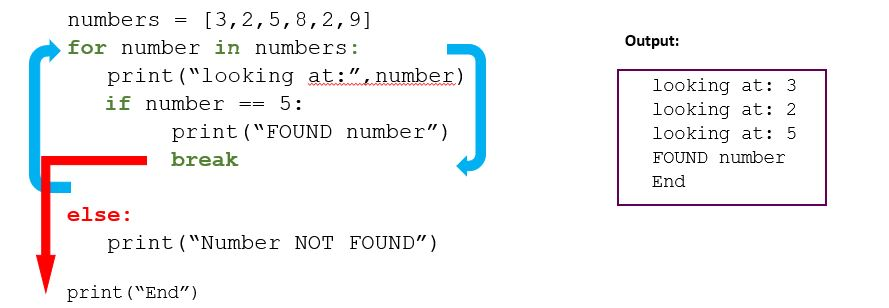 numbers = [3,2,5,8,2,9]
for number in numbers:
print(“looking at:”,number)
if number == 5:
print(“FOUND number”)
break
else:
print(“Number NOT FOUND”)
print(“End”)
Output:
looking at: 3
looking at: 2
looking at: 5
FOUND number
End